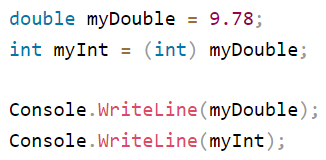 double myDouble = 9.78;
int myInt = (int) myDouble;
Console.WriteLine(myDouble);
Console.WriteLine(myInt);